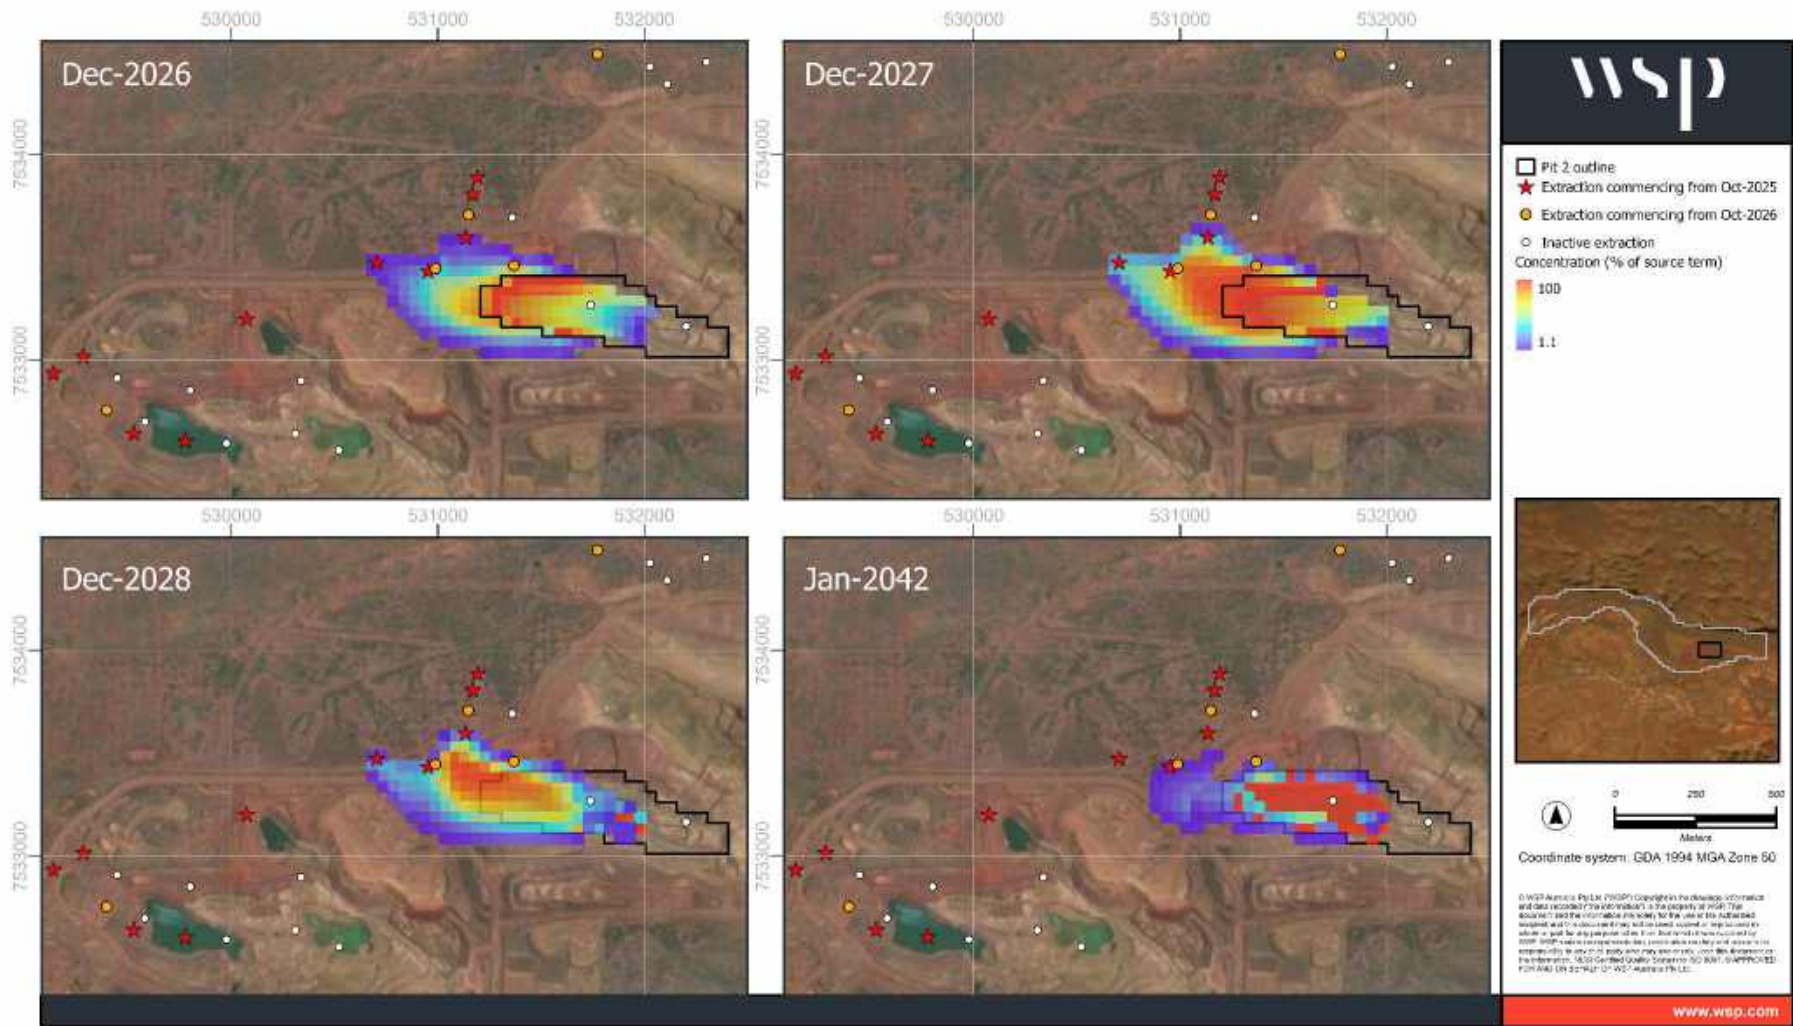 530000 531000 532000
530000 531000 532000
Dec-2026
Dec-2027
7534000
7533000
7534000
7533000
530000 531000 532000
530000 531000 532000
Dec-2028
Jan-2042
7534000
7533000
7534000
7533000
wsp
Pit 2 outline
Extraction commencing from Oct-2025
Extraction commencing from Oct-2026
Inactive extraction
Concentration (% of source term)
100
1.1
0 250 500
Meters
Coordinate system: GDA 1994 MGA Zone 50
www.wsp.com